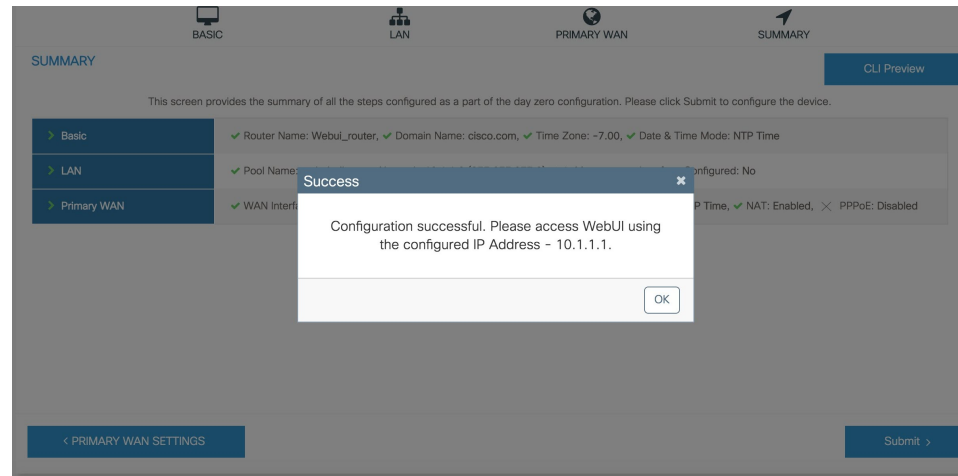 BASIC
LAN
PRIMARY WAN
SUMMARY
SUMMARY
CLI Preview
This screen provides the summary of all the steps configured as a part of the day zero configuration. Please click Submit to configure the device.
> Basic
✔ Router Name: Webui_router, ✔ Domain Name: cisco.com, ✔ Time Zone: -7.00, ✔ Date & Time Mode: NTP Time
> LAN
✔ Pool Name: Configured: No
> Primary WAN
✔ WAN Interfa P Time, ✔ NAT: Enabled, ✕ PPPoE: Disabled
Success ✖
Configuration successful. Please access WebUI using
the configured IP Address - 10.1.1.1.
OK
< PRIMARY WAN SETTINGS
Submit >